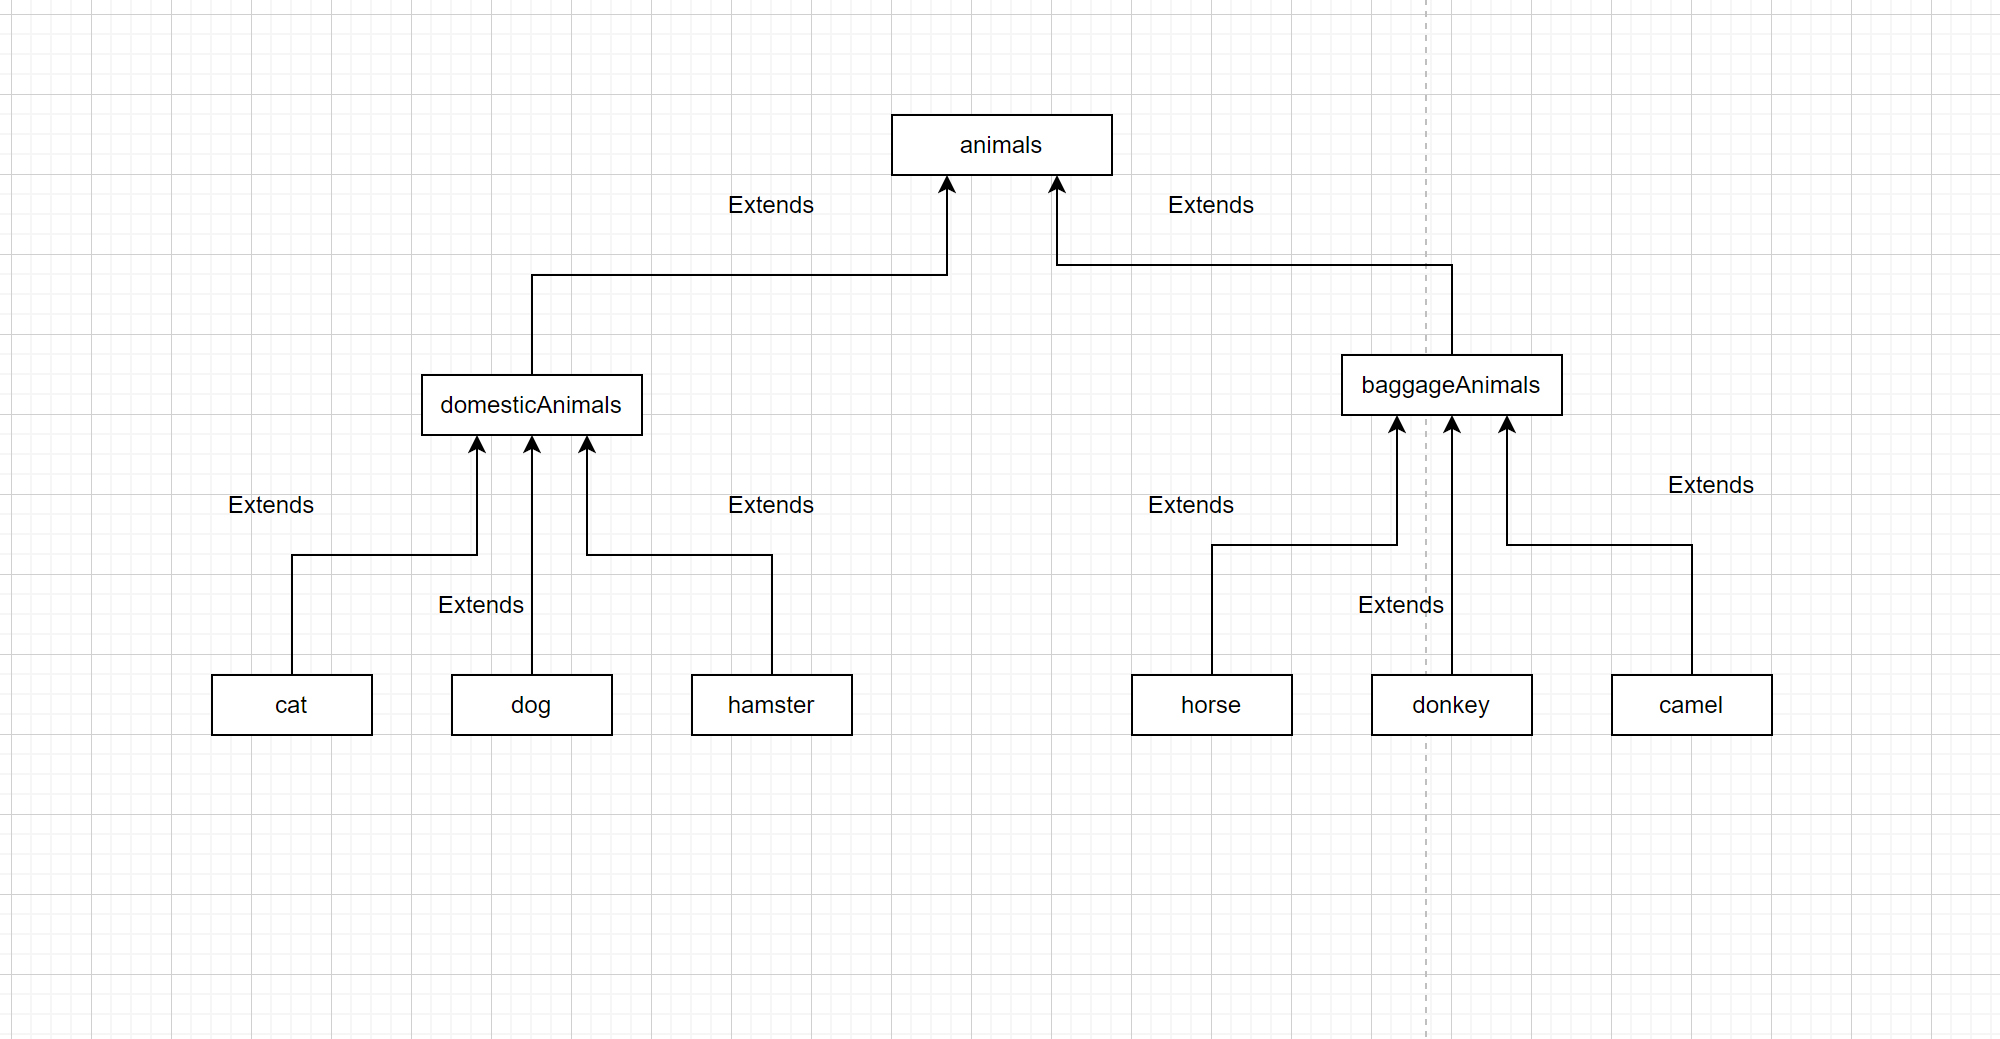 animals
Extends
Extends
domesticAnimals
baggageAnimals
Extends
Extends
Extends
Extends
Extends
Extends
cat
dog
hamster
horse
donkey
camel